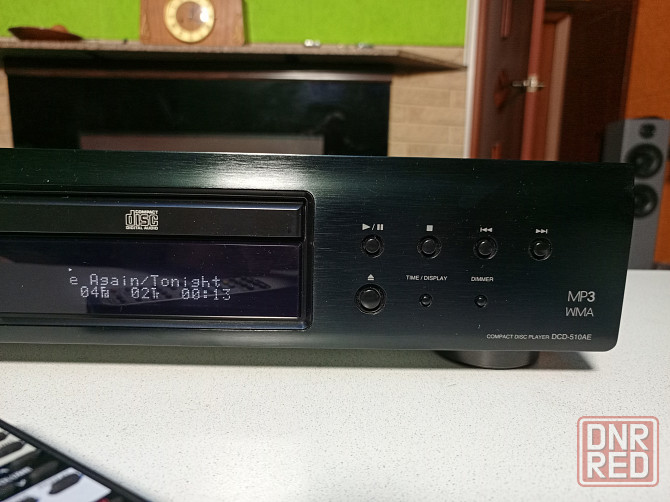 COMPACT
disc
DIGITAL AUDIO
e Again/Tonight
04 02 00:13
TIME / DISPLAY
DIMMER
MP3
WMA
COMPACT DISC PLAYER DCD-510AE
DNR
RED